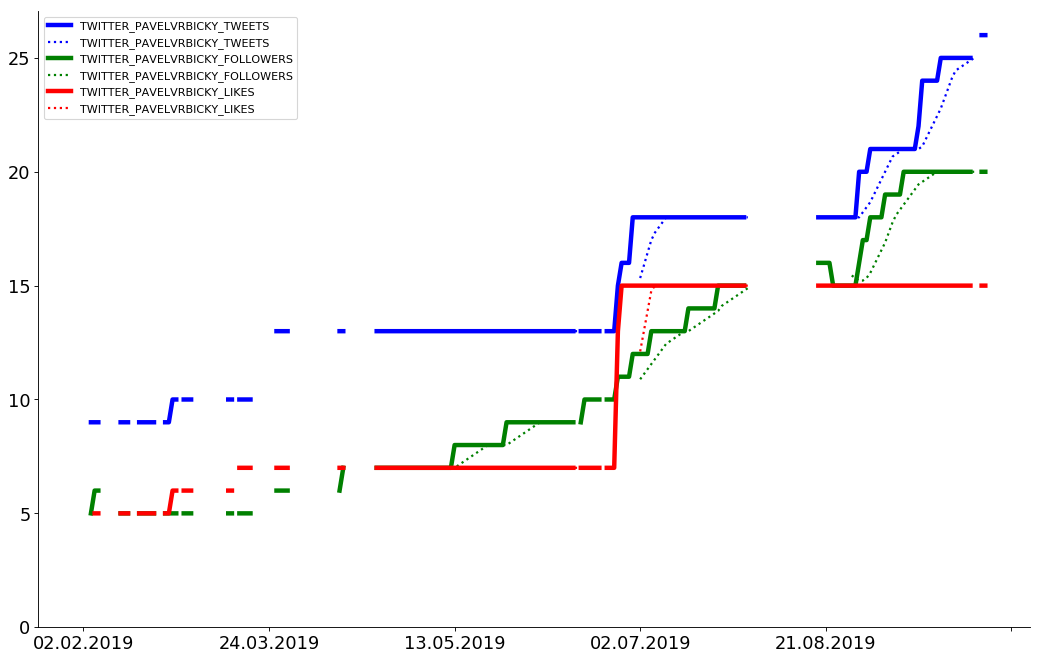 TWITTER_PAVELVRBICKY_TWEETS
TWITTER_PAVELVRBICKY_TWEETS
TWITTER_PAVELVRBICKY_FOLLOWERS
TWITTER_PAVELVRBICKY_FOLLOWERS
TWITTER_PAVELVRBICKY_LIKES
TWITTER_PAVELVRBICKY_LIKES
25
20
15
10
5
0
02.02.2019 24.03.2019 13.05.2019 02.07.2019 21.08.2019